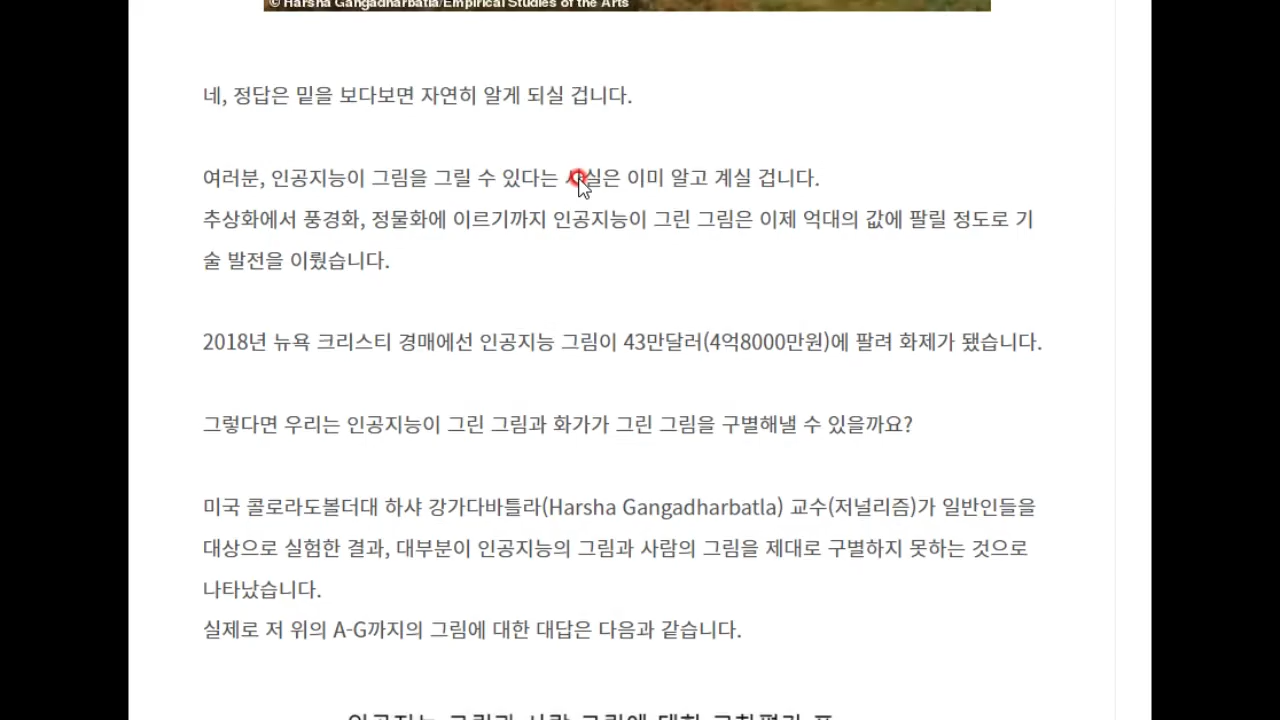 © Harsha Gangadharbatla/Empirical Studies of the Arts
네, 정답은 밑을 보다보면 자연히 알게 되실 겁니다.
여러분, 인공지능이 그림을 그릴 수 있다는 사실은 이미 알고 계실 겁니다.
추상화에서 풍경화, 정물화에 이르기까지 인공지능이 그린 그림은 이제 억대의 값에 팔릴 정도로 기
술 발전을 이뤘습니다.
2018년 뉴욕 크리스티 경매에선 인공지능 그림이 43만달러(4억8000만원)에 팔려 화제가 됐습니다.
그렇다면 우리는 인공지능이 그린 그림과 화가가 그린 그림을 구별해낼 수 있을까요?
미국 콜로라도볼더대 하샤 강가다바틀라(Harsha Gangadharbatla) 교수(저널리즘)가 일반인들을
대상으로 실험한 결과, 대부분이 인공지능의 그림과 사람의 그림을 제대로 구별하지 못하는 것으로
나타났습니다.
실제로 저 위의 A-G까지의 그림에 대한 대답은 다음과 같습니다.
인공지능 그림과 사람 그림에 대한